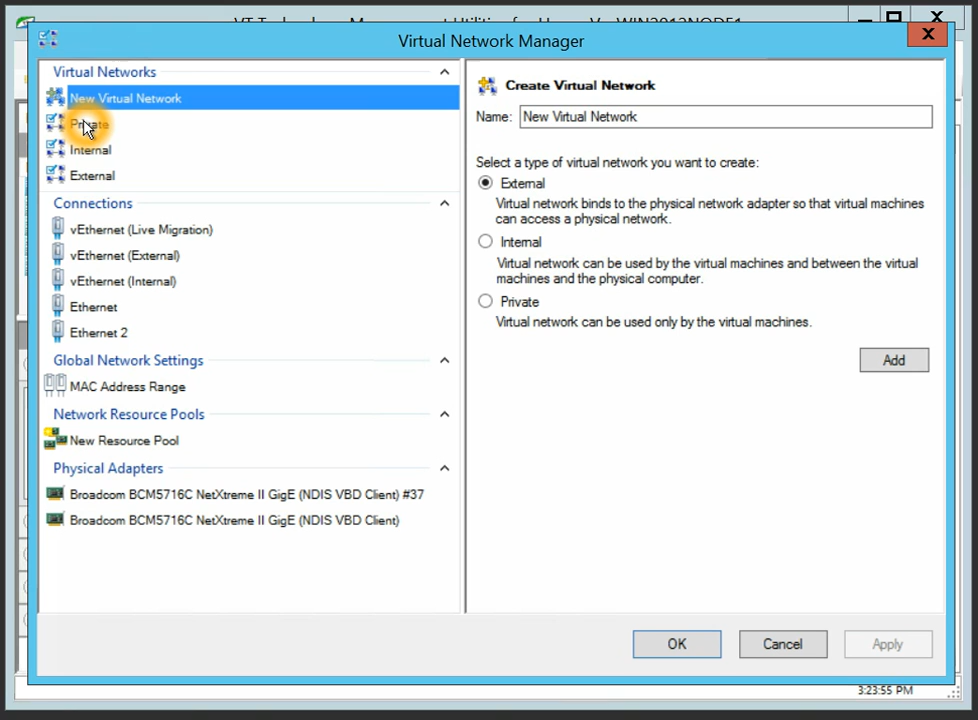 Virtual Network Manager
X
Virtual Networks
New Virtual Network
Private
Internal
External
Connections
vEthernet (Live Migration)
vEthernet (External)
vEthernet (Internal)
Ethernet
Ethernet 2
Global Network Settings
MAC Address Range
Network Resource Pools
New Resource Pool
Physical Adapters
Broadcom BCM5716C NetXtreme II GigE (NDIS VBD Client) #37
Broadcom BCM5716C NetXtreme II GigE (NDIS VBD Client)
Create Virtual Network
Name: New Virtual Network
Select a type of virtual network you want to create:
External
Virtual network binds to the physical network adapter so that virtual machines
can access a physical network.
Internal
Virtual network can be used by the virtual machines and between the virtual
machines and the physical computer.
Private
Virtual network can be used only by the virtual machines.
Add
OK Cancel Apply
3:23:55 PM